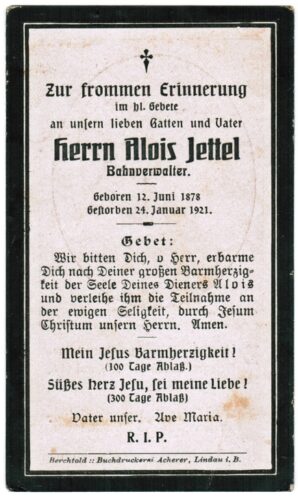 Zur frommen Erinnerung
im hl. Gebete
an unsern lieben Gatten und Vater
Herrn Alois Jettel
Bahnverwalter.
Geboren 12. Juni 1878
Gestorben 24. Januar 1921.
Gebet:
Wir bitten Dich, o Herr, erbarme
Dich nach Deiner großen Barmherzig-
keit der Seele Deines Dieners Alois
und verleihe ihm die Teilnahme an
der ewigen Seligkeit, durch Jesum
Christum unsern Herrn. Amen.
Mein Jesus Barmherzigkeit!
(100 Tage Ablaß.)
Süßes Herz Jesu, sei meine Liebe!
(300 Tage Ablaß)
Vater unser. Ave Maria.
R. I. P.
Berchtold :: Buchdruckerei Acherer, Lindau i. B.